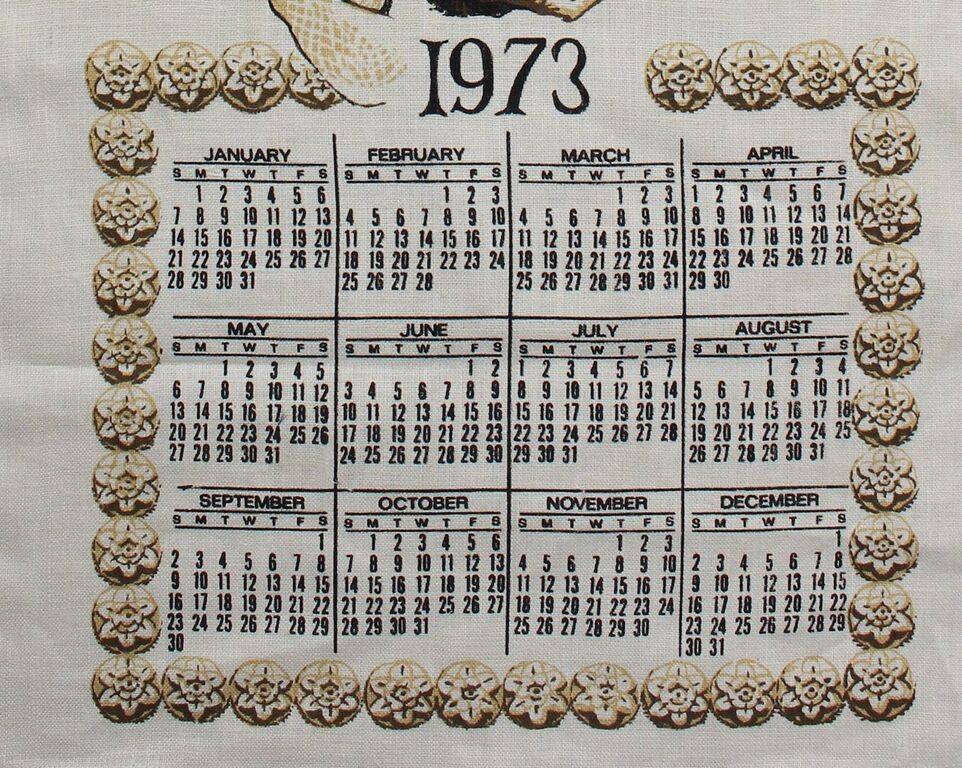 1973
JANUARY FEBRUARY MARCH APRIL
S M T W T F S S M T W T F S S M T W T F S S M T W T F S
1 2 3 4 5 6 1 2 3 1 2 3 1 2 3 4 5 6 7
7 8 9 10 11 12 13 4 5 6 7 8 9 10 4 5 6 7 8 9 10 8 9 10 11 12 13 14
14 15 16 17 18 19 20 11 12 13 14 15 16 17 11 12 13 14 15 16 17 15 16 17 18 19 20 21
21 22 23 24 25 26 27 18 19 20 21 22 23 24 18 19 20 21 22 23 24 22 23 24 25 26 27 28
28 29 30 31 25 26 27 28 25 26 27 28 29 30 31 29 30
MAY JUNE JULY AUGUST
S M T W T F S S M T W T F S S M T W T F S S M T W T F S
1 2 3 4 5 1 2 1 2 3 4 5 6 7 1 2 3 4
6 7 8 9 10 11 12 3 4 5 6 7 8 9 8 9 10 11 12 13 14 5 6 7 8 9 10 11
13 14 15 16 17 18 19 10 11 12 13 14 15 16 15 16 17 18 19 20 21 12 13 14 15 16 17 18
20 21 22 23 24 25 26 17 18 19 20 21 22 23 22 23 24 25 26 27 28 19 20 21 22 23 24 25
27 28 29 30 31 24 25 26 27 28 29 30 29 30 31 26 27 28 29 30 31
SEPTEMBER OCTOBER NOVEMBER DECEMBER
S M T W T F S S M T W T F S S M T W T F S S M T W T F S
1 1 2 3 4 5 6 1 2 3 1
2 3 4 5 6 7 8 7 8 9 10 11 12 13 4 5 6 7 8 9 10 2 3 4 5 6 7 8
9 10 11 12 13 14 15 14 15 16 17 18 19 20 11 12 13 14 15 16 17 9 10 11 12 13 14 15
16 17 18 19 20 21 22 21 22 23 24 25 26 27 18 19 20 21 22 23 24 16 17 18 19 20 21 22
23 24 25 26 27 28 29 28 29 30 31 25 26 27 28 29 30 23 24 25 26 27 28 29
30 30 31